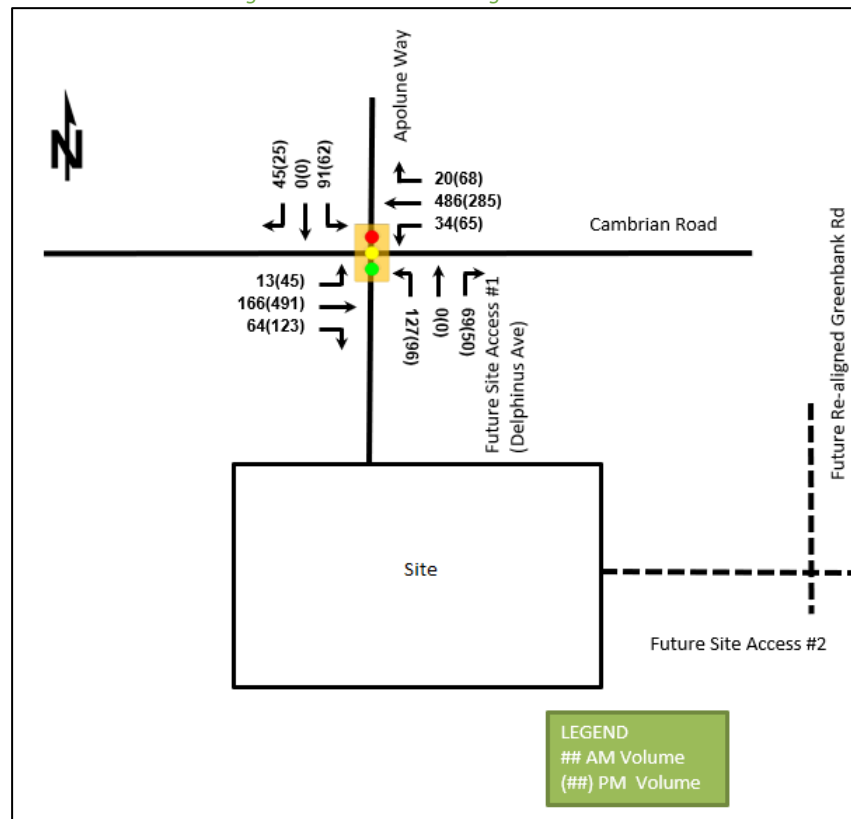 Apolune Way
N
45(25)
0(0)
91(62)
20(68)
486(285)
34(65)
Cambrian Road
13(45)
166(491)
64(123)
127(96)
0(0)
69(50)
Future Site Access #1
(Delphinus Ave)
Future Re-aligned Greenbank Rd
Site
Future Site Access #2
LEGEND
## AM Volume
(##) PM Volume